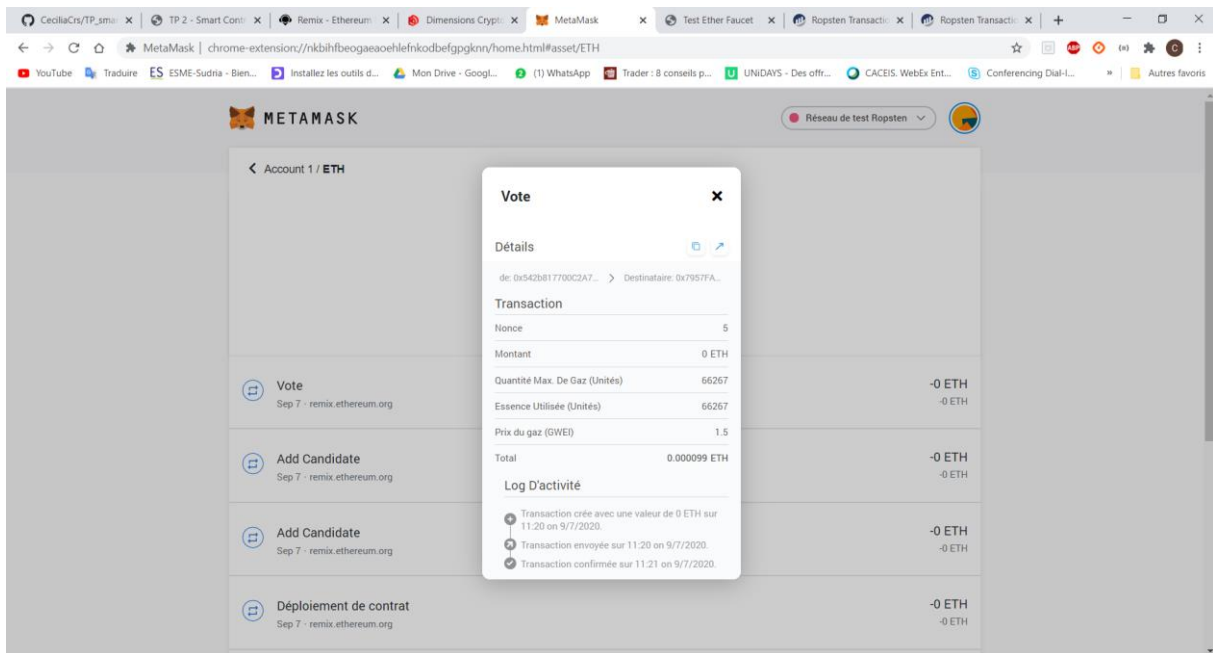 CeciliaCrs/TP_sma
TP 2 - Smart Contr
Remix - Ethereum
Dimensions Crypto
MetaMask
Test Ether Faucet
Ropsten Transactio
Ropsten Transactio
MetaMask | chrome-extension://nkbihfbeogaeaoehlefnkodbefgpgknn/home.html#asset/ETH
YouTube
Traduire
ES ESME-Sudria - Bien...
Installez les outils d...
Mon Drive - Googl...
(1) WhatsApp
Trader : 8 conseils p...
UNiDAYS - Des offr...
CACEIS. WebEx Ent...
Conferencing Dial-I...
»
Autres favoris
METAMASK
Réseau de test Ropsten
Account 1 / ETH
Vote
Détails
de: 0x542b817700C2A7... > Destinataire: 0x7957FA...
Transaction
Nonce 5
Montant 0 ETH
Quantité Max. De Gaz (Unités) 66267
Essence Utilisée (Unités) 66267
Prix du gaz (GWEI) 1.5
Total 0.000099 ETH
Log D'activité
Transaction crée avec une valeur de 0 ETH sur
11:20 on 9/7/2020.
Transaction envoyée sur 11:20 on 9/7/2020.
Transaction confirmée sur 11:21 on 9/7/2020.
Vote -0 ETH
Sep 7 - remix.ethereum.org -0 ETH
Add Candidate -0 ETH
Sep 7 - remix.ethereum.org -0 ETH
Add Candidate -0 ETH
Sep 7 - remix.ethereum.org -0 ETH
Déploiement de contrat -0 ETH
Sep 7 - remix.ethereum.org -0 ETH